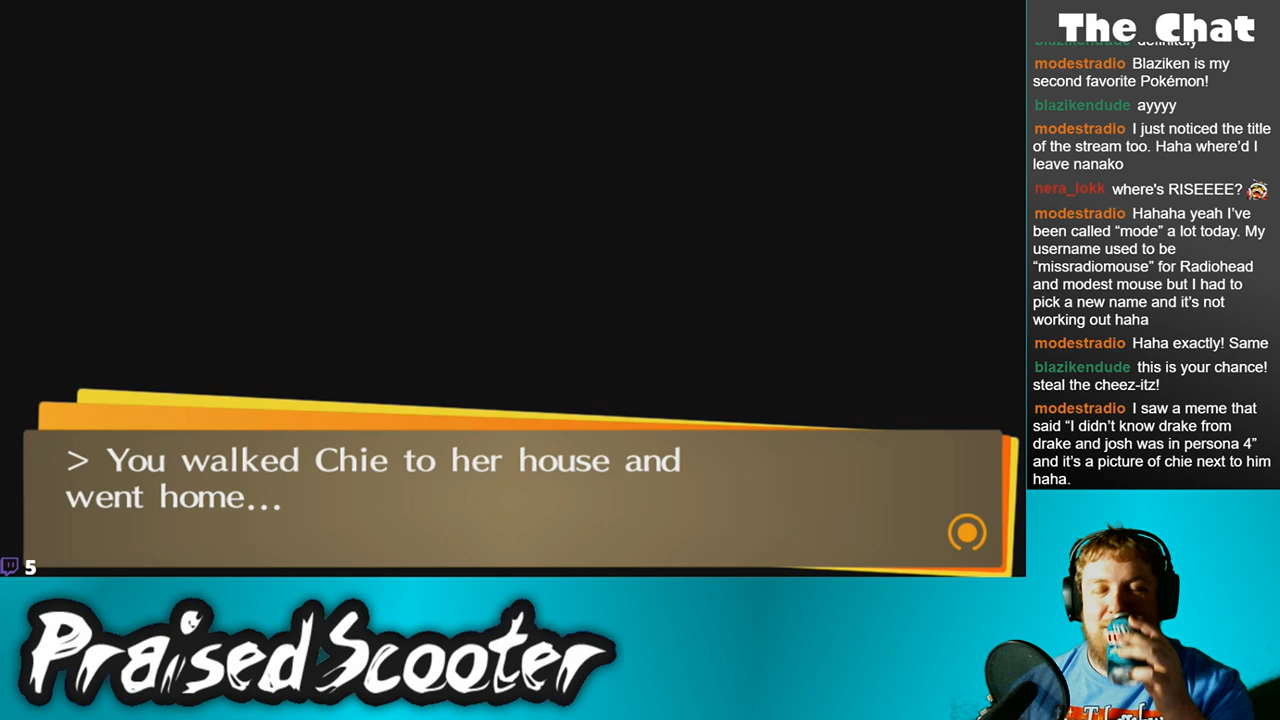 The Chat
blazikendude definitely
modestradio Blaziken is my
second favorite Pokémon!
blazikendude ayyyy
modestradio I just noticed the title
of the stream too. Haha where’d I
leave nanako
nera_lokk where's RISEEEE?
modestradio Hahaha yeah I’ve
been called “mode” a lot today. My
username used to be
“missradiomouse” for Radiohead
and modest mouse but I had to
pick a new name and it’s not
working out haha
modestradio Haha exactly! Same
blazikendude this is your chance!
steal the cheez-itz!
modestradio I saw a meme that
said “I didn’t know drake from
drake and josh was in persona 4”
and it’s a picture of chie next to him
haha.
> You walked Chie to her house and
went home...
5
PraisedScooter